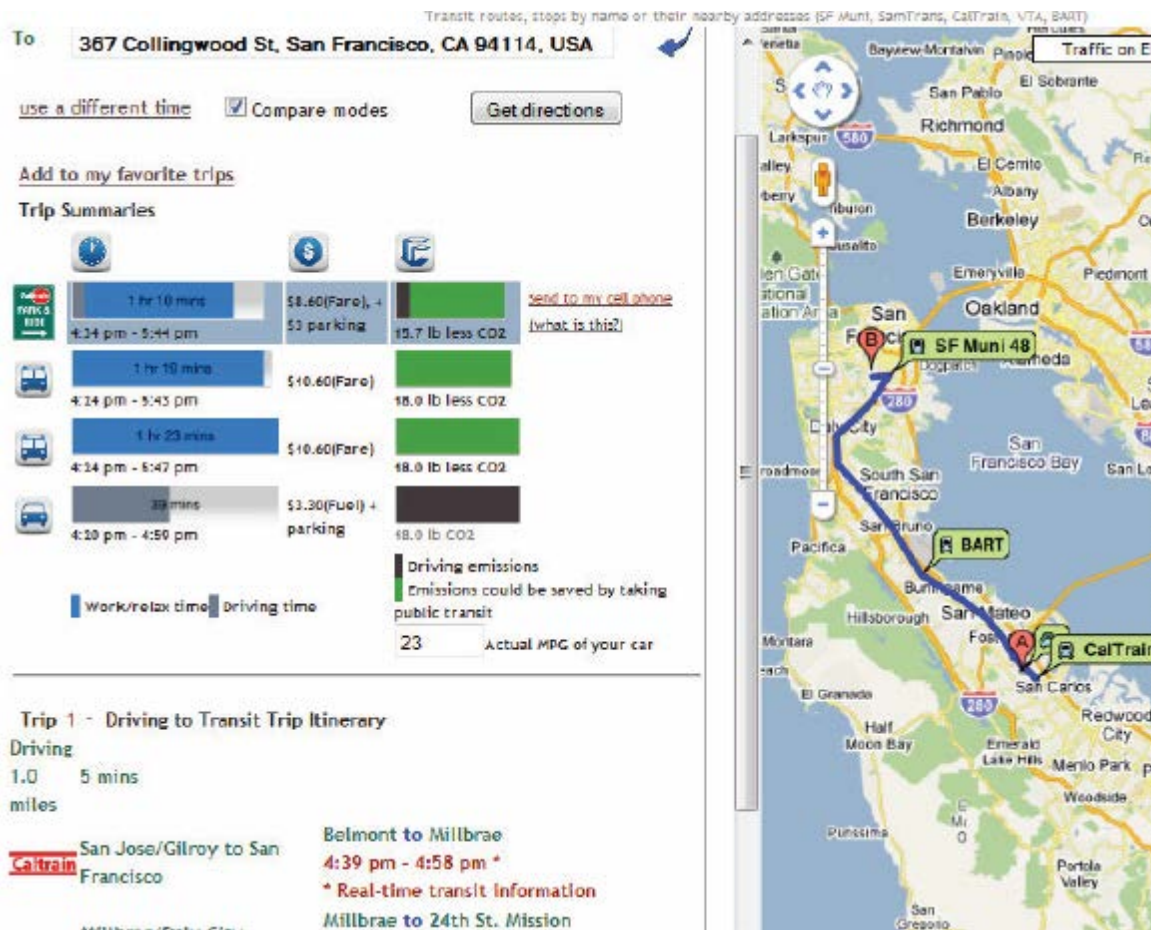 Transit routes, stops by name or their nearby addresses (SF Muni, SamTrans, CalTrain, VTA, BART)
To
367 Collingwood St, San Francisco, CA 94114, USA
use a different time
Compare modes
Get directions
Add to my favorite trips
Trip Summaries
PARK &
RIDE
1 hr 10 mins
4:34 pm - 5:44 pm
$8.60(Fare), +
$3 parking
15.7 lb less CO2
send to my cell phone
(what is this?)
1 hr 19 mins
4:24 pm - 5:43 pm
$10.60(Fare)
18.0 lb less CO2
1 hr 23 mins
4:24 pm - 5:47 pm
$10.60(Fare)
18.0 lb less CO2
39 mins
4:20 pm - 4:59 pm
$3.30(Fuel) +
parking
18.0 lb CO2
Driving emissions
Emissions could be saved by taking
public transit
Work/relax time
Driving time
23
Actual MPG of your car
Trip 1 - Driving to Transit Trip Itinerary
Driving
1.0
miles
5 mins
Caltrain
San Jose/Gilroy to San
Francisco
Belmont to Millbrae
4:39 pm - 4:58 pm *
* Real-time transit information
Millbrae to 24th St. Mission
Traffic on E
Bayview-Montalvin
Pinole
El Sobrante
San Pablo
Richmond
Larkspur
580
El Cerrito
Albany
Berkeley
Emeryville
Piedmont
Oakland
San
B
SF Muni 48
Dogpatch
280
Daly City
San
Francisco Bay
South San
Francisco
San Bruno
Pacifica
BART
Burlingame
Hillsborough
San Mateo
A
CalTrain
Montara
San Carlos
El Granada
280
Redwood
City
Half
Moon Bay
Emerald
Lake Hills
Menlo Park
Woodside
Purissima
Portola
Valley
San
Gregorio